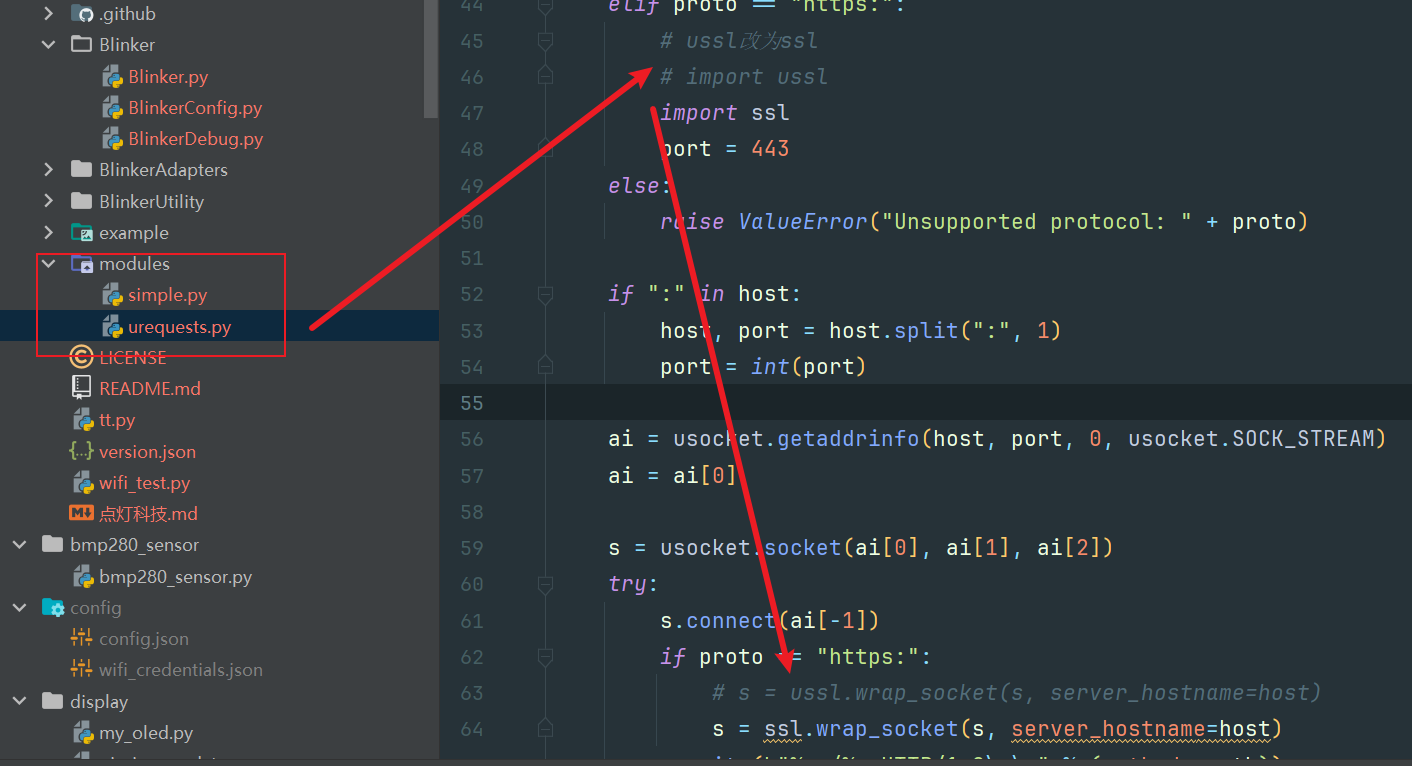 .github
Blinker
Blinker.py
BlinkerConfig.py
BlinkerDebug.py
BlinkerAdapters
BlinkerUtility
example
modules
simple.py
urequests.py
LICENSE
README.md
tt.py
version.json
wifi_test.py
点灯科技.md
bmp280_sensor
bmp280_sensor.py
config
config.json
wifi_credentials.json
display
my_oled.py
44 elif proto == "https:":
45 # ussl改为ssl
46 # import ussl
47 import ssl
48 port = 443
49 else:
50 raise ValueError("Unsupported protocol: " + proto)
51
52 if ":" in host:
53 host, port = host.split(":", 1)
54 port = int(port)
55
56 ai = usocket.getaddrinfo(host, port, 0, usocket.SOCK_STREAM)
57 ai = ai[0]
58
59 s = usocket.socket(ai[0], ai[1], ai[2])
60 try:
61 s.connect(ai[-1])
62 if proto == "https:":
63 # s = ussl.wrap_socket(s, server_hostname=host)
64 s = ssl.wrap_socket(s, server_hostname=host)